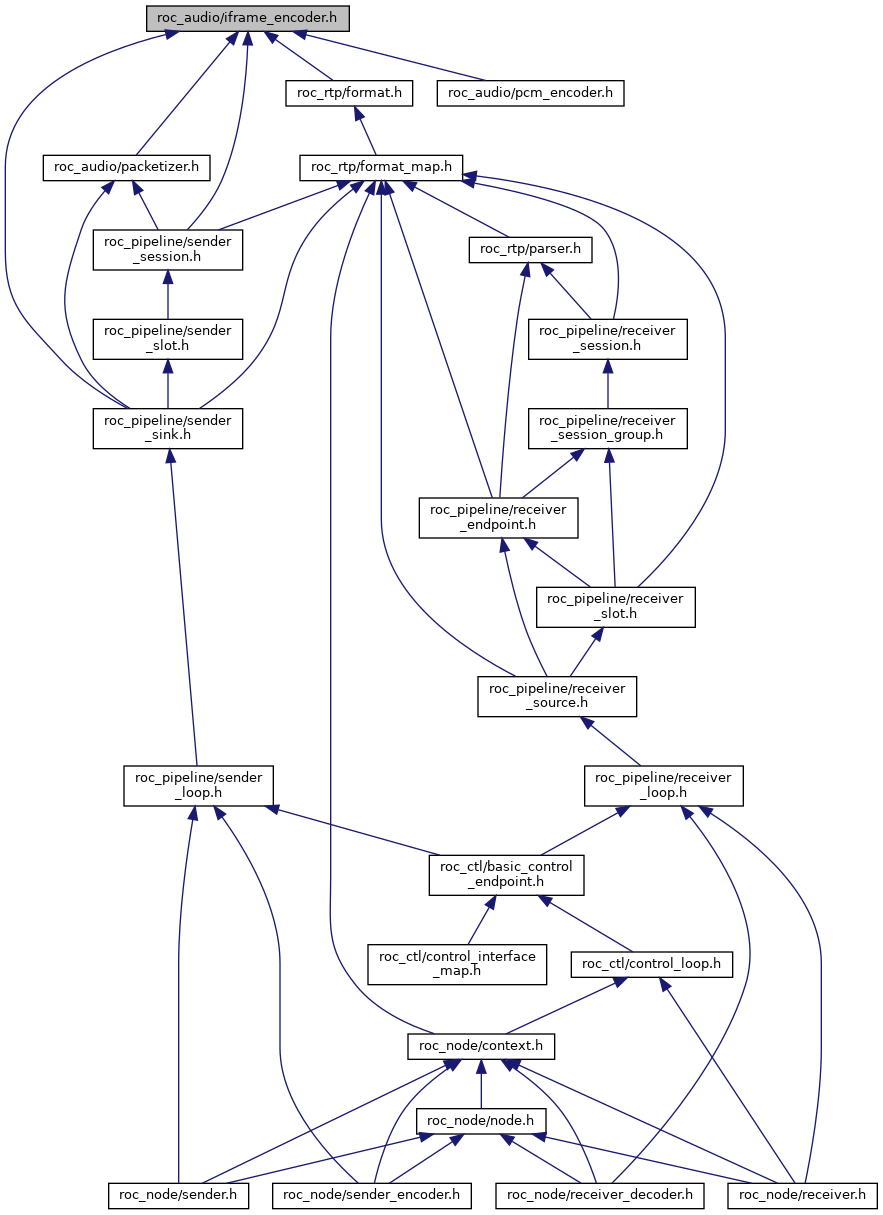 roc_audio/iframe_encoder.h
roc_rtp/format.h
roc_audio/pcm_encoder.h
roc_audio/packetizer.h
roc_rtp/format_map.h
roc_pipeline/sender
_session.h
roc_rtp/parser.h
roc_pipeline/sender
_slot.h
roc_pipeline/receiver
_session.h
roc_pipeline/sender
_sink.h
roc_pipeline/receiver
_session_group.h
roc_pipeline/receiver
_endpoint.h
roc_pipeline/receiver
_slot.h
roc_pipeline/receiver
_source.h
roc_pipeline/sender
_loop.h
roc_pipeline/receiver
_loop.h
roc_ctl/basic_control
_endpoint.h
roc_ctl/control_interface
_map.h
roc_ctl/control_loop.h
roc_node/context.h
roc_node/node.h
roc_node/sender.h
roc_node/sender_encoder.h
roc_node/receiver_decoder.h
roc_node/receiver.h